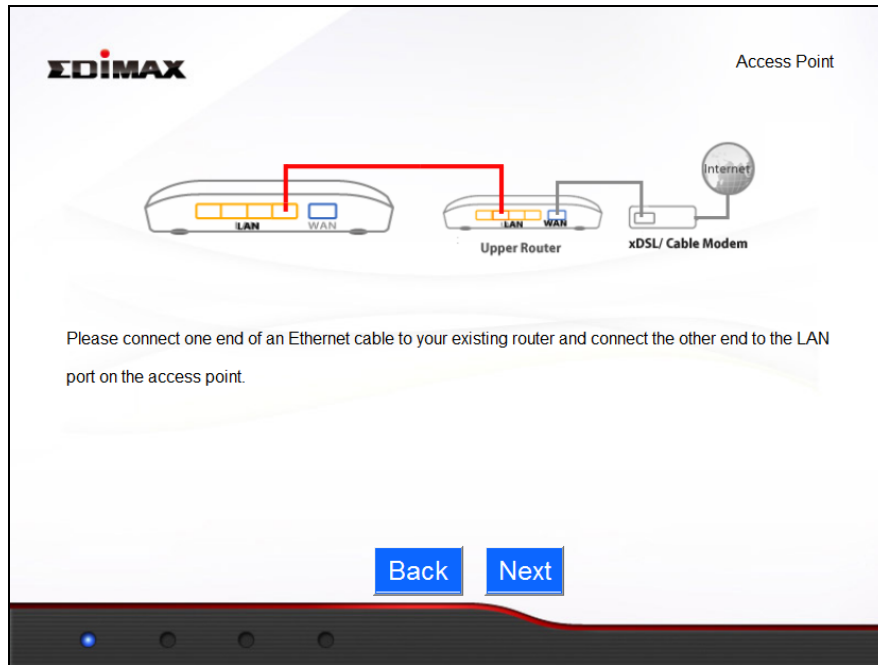 EDIMAX
Access Point
Internet
LAN WAN
LAN WAN
Upper Router
xDSL/ Cable Modem
Please connect one end of an Ethernet cable to your existing router and connect the other end to the LAN
port on the access point.
Back Next